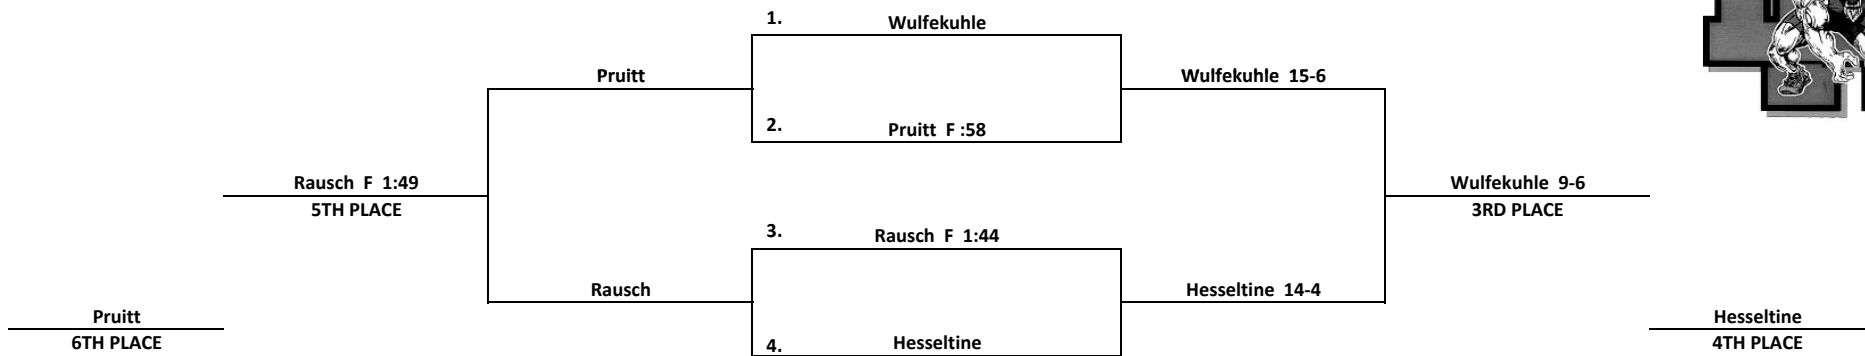 1. Wulfekuhle
Pruitt
Wulfekuhle 15-6
2. Pruitt F :58
Rausch F 1:49
5TH PLACE
Wulfekuhle 9-6
3RD PLACE
3. Rausch F 1:44
Rausch
Hesseltine 14-4
Pruitt
6TH PLACE
4. Hesseltine
Hesseltine
4TH PLACE